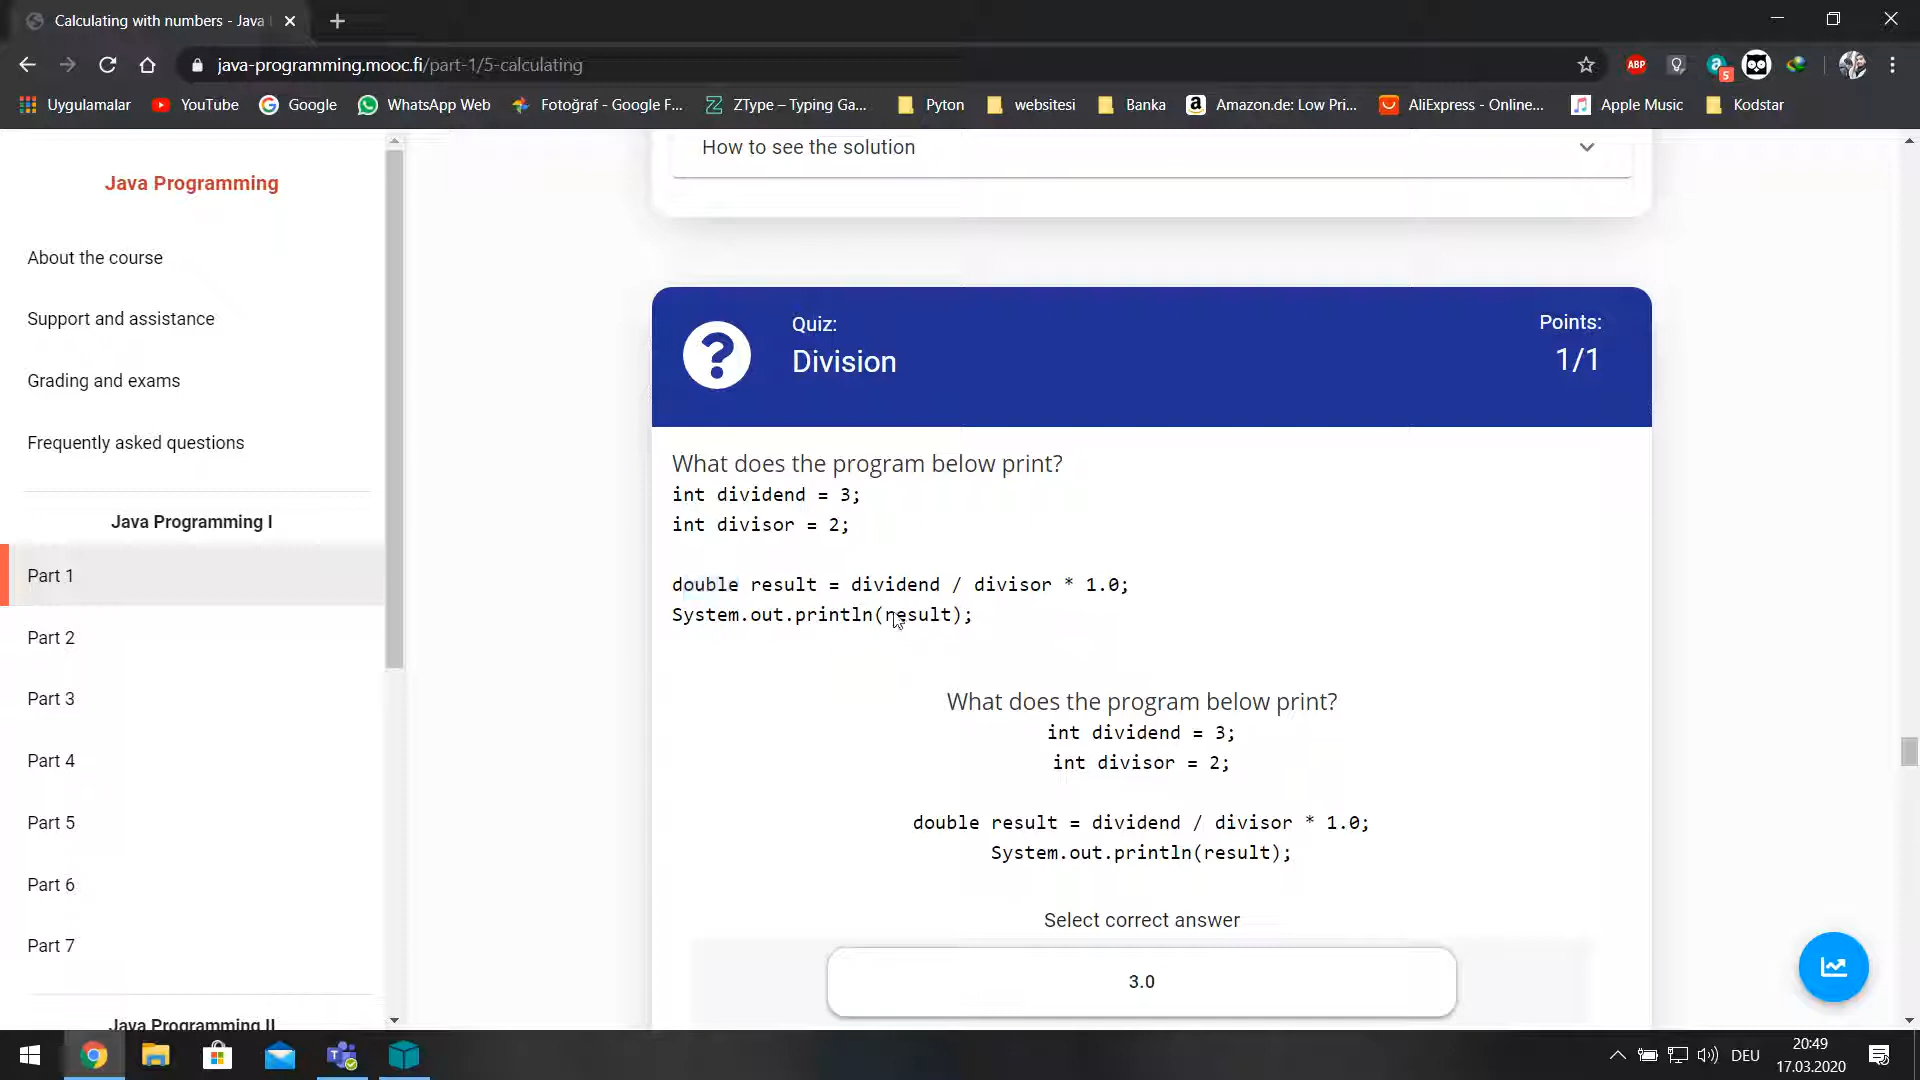 Calculating with numbers - Java
java-programming.mooc.fi/part-1/5-calculating
ABP
5
Uygulamalar
YouTube
Google
WhatsApp Web
Fotoğraf - Google F...
ZType – Typing Ga...
Pyton
websitesi
Banka
Amazon.de: Low Pri...
AliExpress - Online...
Apple Music
Kodstar
Java Programming
About the course
Support and assistance
Grading and exams
Frequently asked questions
Java Programming I
Part 1
Part 2
Part 3
Part 4
Part 5
Part 6
Part 7
Java Programming II
How to see the solution
Quiz:
Division
Points:
1/1
What does the program below print?
int dividend = 3;
int divisor = 2;
double result = dividend / divisor * 1.0;
System.out.println(result);
What does the program below print?
int dividend = 3;
int divisor = 2;
double result = dividend / divisor * 1.0;
System.out.println(result);
Select correct answer
3.0
DEU
20:49
17.03.2020